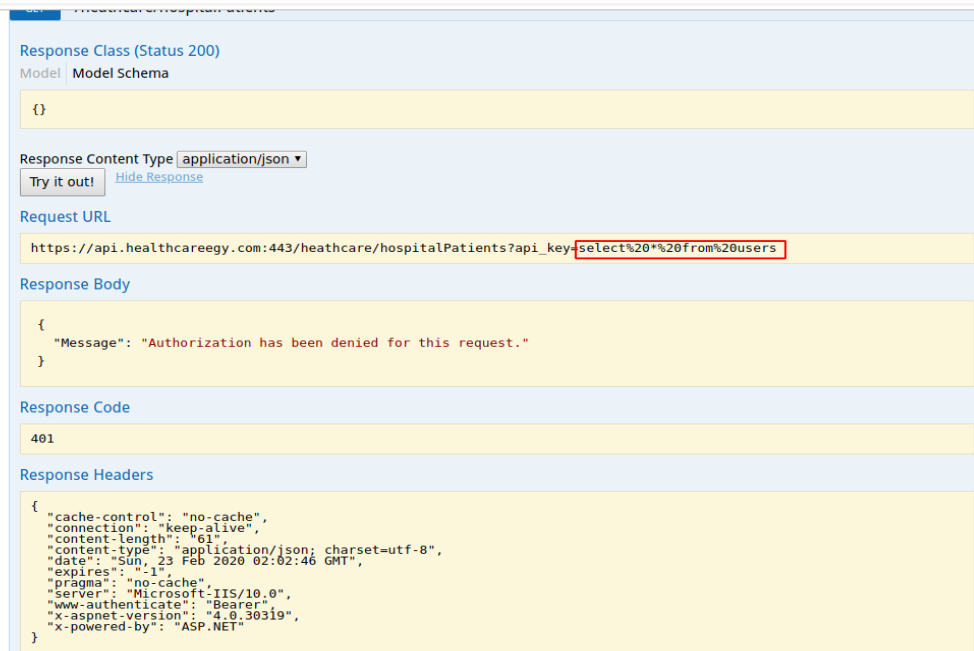 Response Class (Status 200)
Model Model Schema
{}
Response Content Type application/json ▼
Try it out! Hide Response
Request URL
https://api.healthcareegy.com:443/heathcare/hospitalPatients?api_key=select%20*%20from%20users
Response Body
{
"Message": "Authorization has been denied for this request."
}
Response Code
401
Response Headers
{
"cache-control": "no-cache",
"connection": "keep-alive",
"content-length": "61",
"content-type": "application/json; charset=utf-8",
"date": "Sun, 23 Feb 2020 02:02:46 GMT",
"expires": "-1",
"pragma": "no-cache",
"server": "Microsoft-IIS/10.0",
"www-authenticate": "Bearer",
"x-aspnet-version": "4.0.30319",
"x-powered-by": "ASP.NET"
}